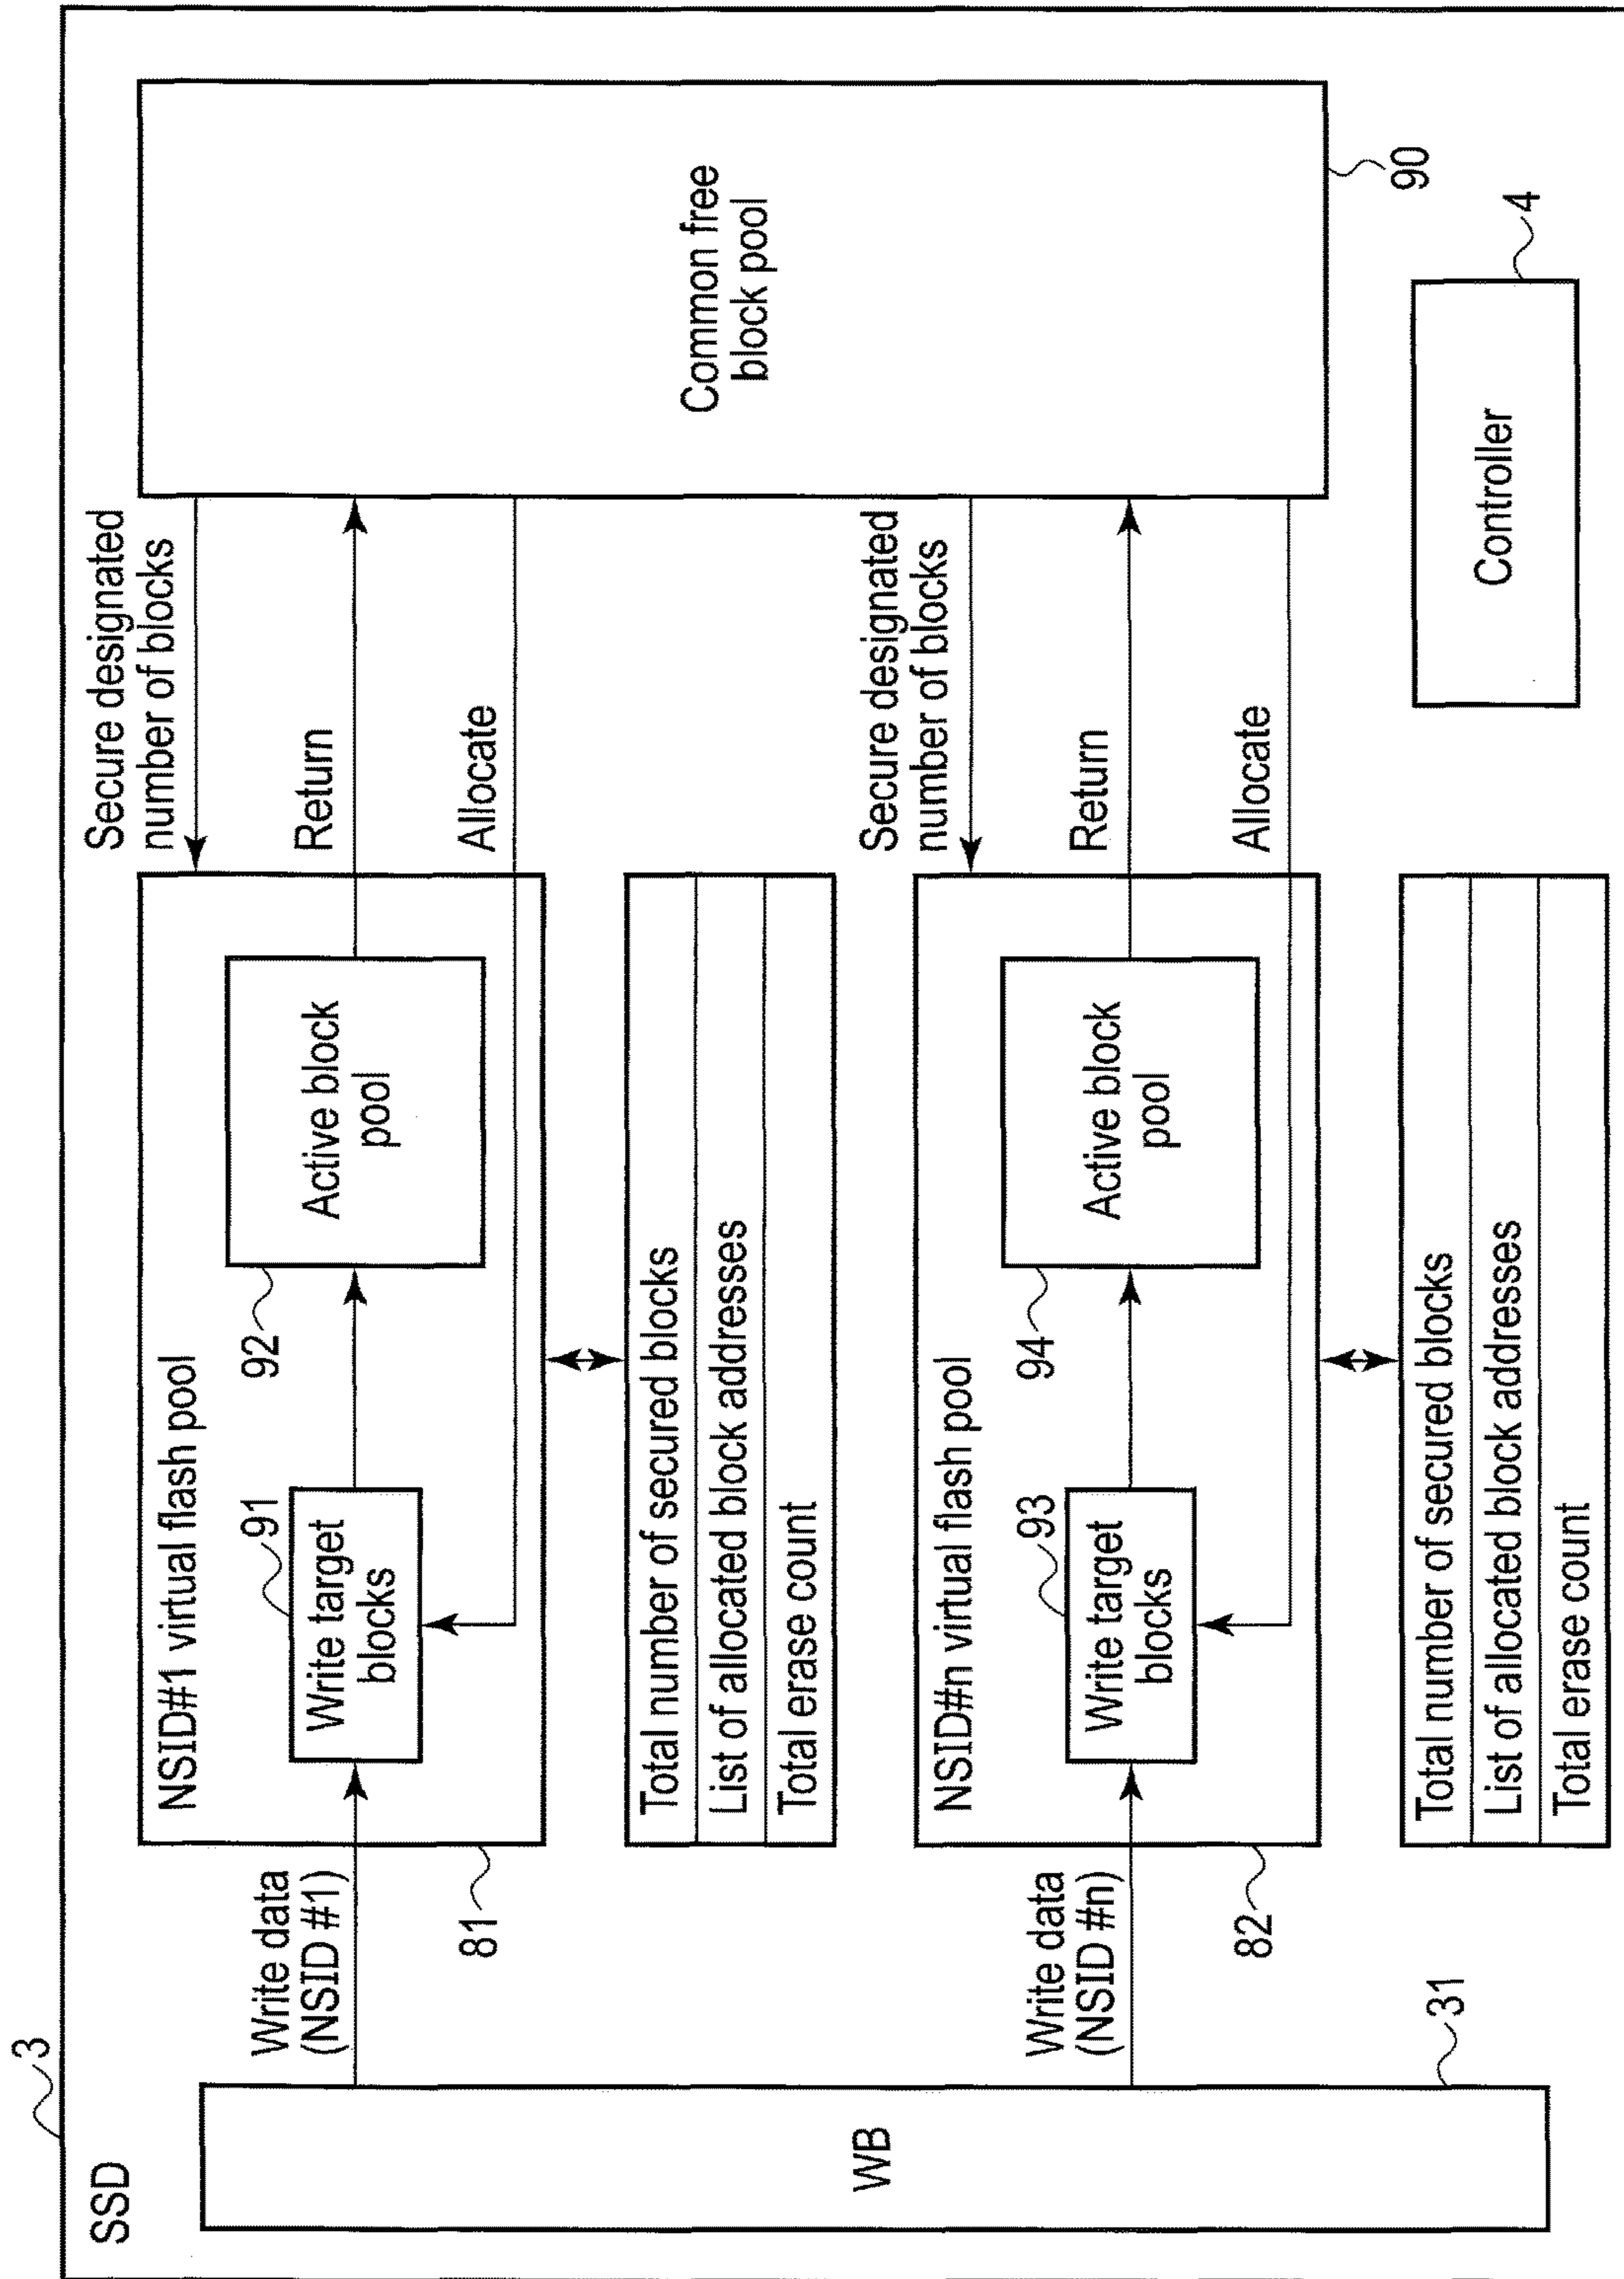 3
SSD
WB
31
Write data
(NSID #1)
81
NSID#1 virtual flash pool
91
Write target
blocks
92
Active block
pool
Secure designated
number of blocks
Return
Allocate
Total number of secured blocks
List of allocated block addresses
Total erase count
Write data
(NSID #n)
82
NSID#n virtual flash pool
93
Write target
blocks
94
Active block
pool
Secure designated
number of blocks
Return
Allocate
Total number of secured blocks
List of allocated block addresses
Total erase count
Common free
block pool
90
Controller
4